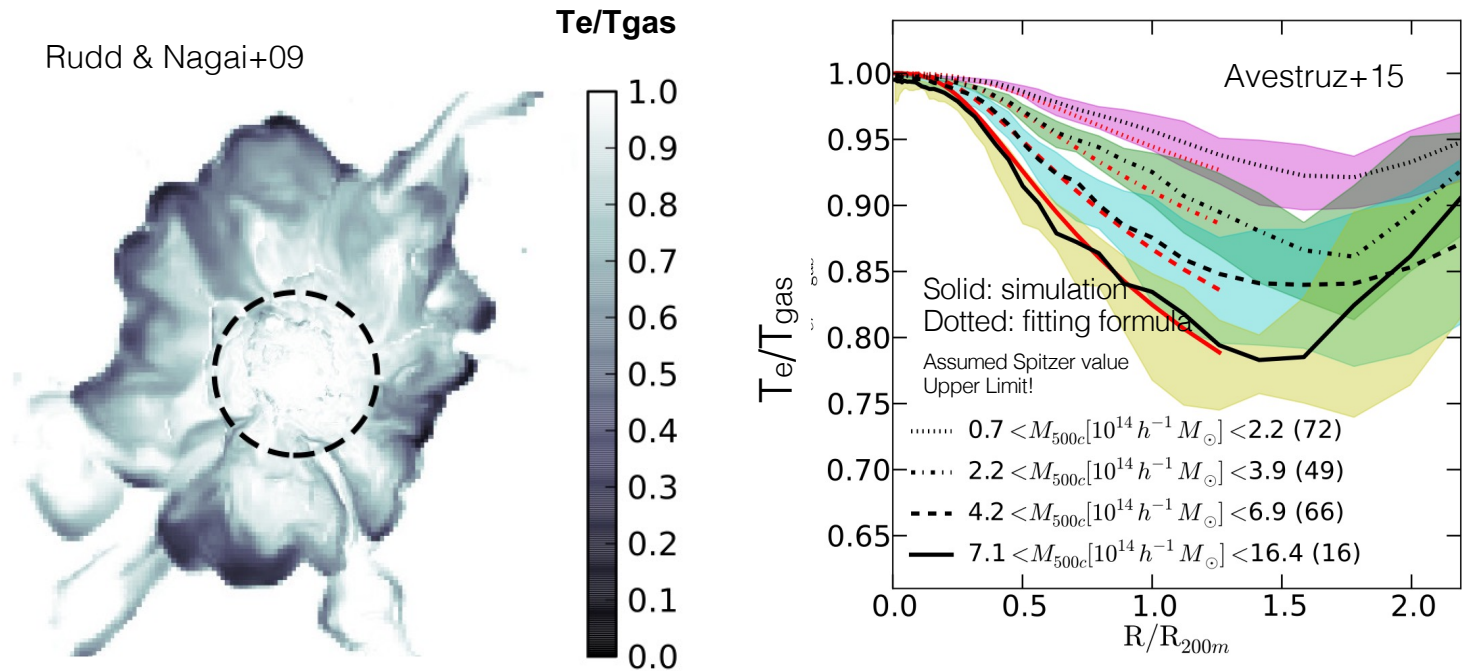 Te/Tgas
Rudd & Nagai+09
1.0
0.9
0.8
0.7
0.6
0.5
0.4
0.3
0.2
0.1
0.0
Avestruz+15
1.00
0.95
0.90
0.85
0.80
0.75
0.70
0.65
Te/Tgas
Solid: simulation
Dotted: fitting formula
Assumed Spitzer value
Upper Limit!
0.7 <M500c[10^14 h^-1 M⊙]<2.2 (72)
2.2 <M500c[10^14 h^-1 M⊙]<3.9 (49)
4.2 <M500c[10^14 h^-1 M⊙]<6.9 (66)
7.1 <M500c[10^14 h^-1 M⊙]<16.4 (16)
0.0 0.5 1.0 1.5 2.0
R/R200m